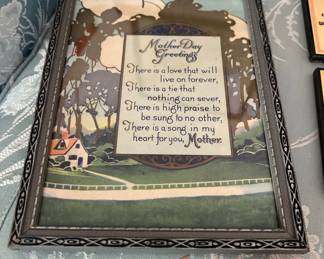 Mother Day
Greetings
There is a love that will
live on forever,
There is a tie that
nothing can sever,
There is high praise to
be sung to no other,
There is a song in my
heart for you, Mother.